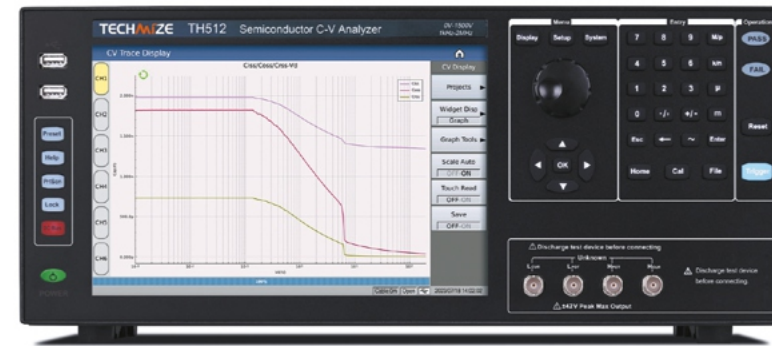 TECHMIZE TH512 Semiconductor C-V Analyzer
0V-1500V
1kHz-2MHz
CV Trace Display
Ciss/Coss/Crss-Vd
CH1
CH2
CH3
CH4
CH5
CH6
CV Display
Projects
Widget Disp
Graph
Graph Tools
Scale Auto
OFF-ON
Touch Read
OFF-ON
Save
OFF-ON
Preset
Help
PrtScn
Lock
POWER
Menu
Display Setup System
OK
Entry
7 8 9 M/p
4 5 6 k/n
1 2 3 μ
0 -/- +/- m
Esc ← ~ Enter
Home Cal File
Operation
PASS
FAIL
Reset
Trigger
⚠ Discharge test device before connecting
Unknown
LCUR LPOT HPOT HCUR
⚠ ±42V Peak Max Output
⚠ Discharge test device
before connecting